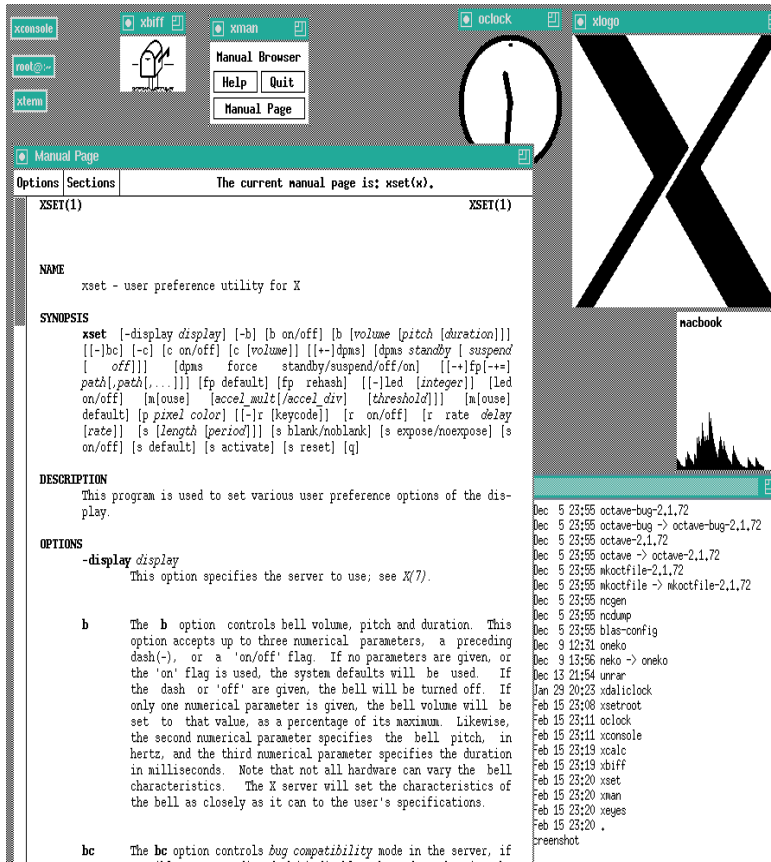 xconsole
root@:~
xterm
xbiff
xman
Manual Browser
Help Quit
Manual Page
oclock
xlogo
Manual Page
Options Sections The current manual page is: xset(x).
XSET(1) XSET(1)
NAME
xset - user preference utility for X
SYNOPSIS
xset [-display display] [-b] [b on/off] [b [volume [pitch [duration]]]
[[-]bc] [-c] [c on/off] [c [volume]] [[+-]dpms] [dpms standby [ suspend
[ off]]] [dpms force standby/suspend/off/on] [[-+]fp[-+=]
path[,path[,...]]] [fp default] [fp rehash] [[-]led [integer]] [led
on/off] [m[ouse] [accel_mult[/accel_div] [threshold]]] [m[ouse]
default] [p pixel color] [[-]r [keycode]] [r on/off] [r rate delay
[rate]] [s [length [period]]] [s blank/noblank] [s expose/noexpose] [s
on/off] [s default] [s activate] [s reset] [q]
DESCRIPTION
This program is used to set various user preference options of the dis-
play.
OPTIONS
-display display
This option specifies the server to use; see X(7).
b The b option controls bell volume, pitch and duration. This
option accepts up to three numerical parameters, a preceding
dash(-), or a 'on/off' flag. If no parameters are given, or
the 'on' flag is used, the system defaults will be used. If
the dash or 'off' are given, the bell will be turned off. If
only one numerical parameter is given, the bell volume will be
set to that value, as a percentage of its maximum. Likewise,
the second numerical parameter specifies the bell pitch, in
hertz, and the third numerical parameter specifies the duration
in milliseconds. Note that not all hardware can vary the bell
characteristics. The X server will set the characteristics of
the bell as closely as it can to the user's specifications.
bc The bc option controls bug compatibility mode in the server, if
macbook
Dec 5 23:55 octave-bug-2.1.72
Dec 5 23:55 octave-bug -> octave-bug-2.1.72
Dec 5 23:55 octave-2.1.72
Dec 5 23:55 octave -> octave-2.1.72
Dec 5 23:55 mkoctfile-2.1.72
Dec 5 23:55 mkoctfile -> mkoctfile-2.1.72
Dec 5 23:55 ncgen
Dec 5 23:55 ncdump
Dec 5 23:55 blas-config
Dec 9 12:31 oneko
Dec 9 13:56 neko -> oneko
Dec 13 21:54 unrar
Jan 29 20:23 xdaliclock
Feb 15 23:08 xsetroot
Feb 15 23:11 oclock
Feb 15 23:11 xconsole
Feb 15 23:19 xcalc
Feb 15 23:19 xbiff
Feb 15 23:20 xset
Feb 15 23:20 xman
Feb 15 23:20 xeyes
Feb 15 23:20 .
creenshot